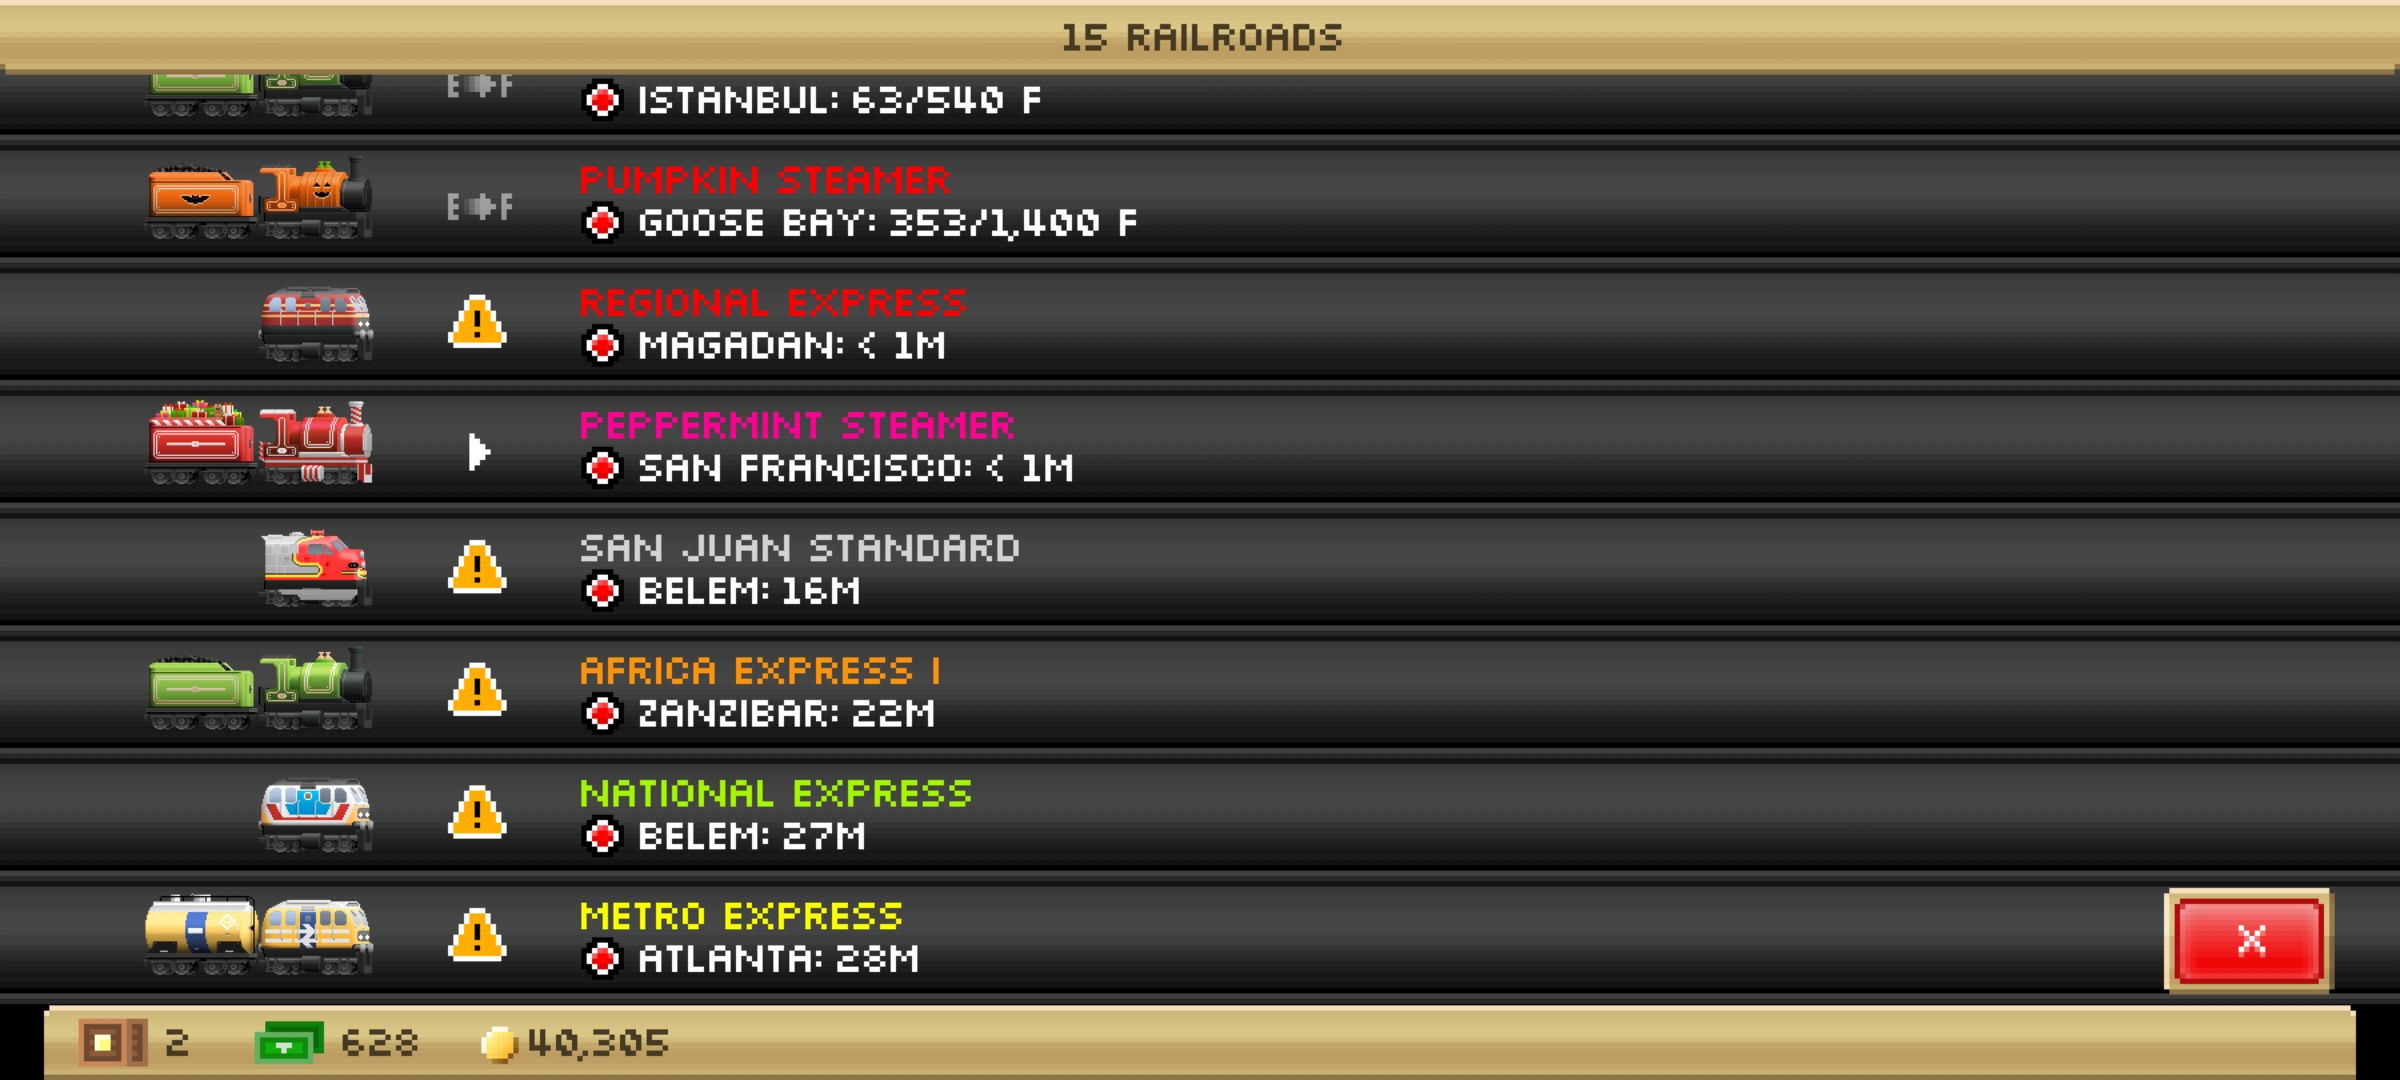 15 RAILROADS
E F
ISTANBUL: 63/540 F
PUMPKIN STEAMER
E F
GOOSE BAY: 353/1,400 F
REGIONAL EXPRESS
MAGADAN: < 1M
PEPPERMINT STEAMER
SAN FRANCISCO: < 1M
SAN JUAN STANDARD
BELEM: 16M
AFRICA EXPRESS I
ZANZIBAR: 22M
NATIONAL EXPRESS
BELEM: 27M
METRO EXPRESS
ATLANTA: 28M
X
2 628 40,305